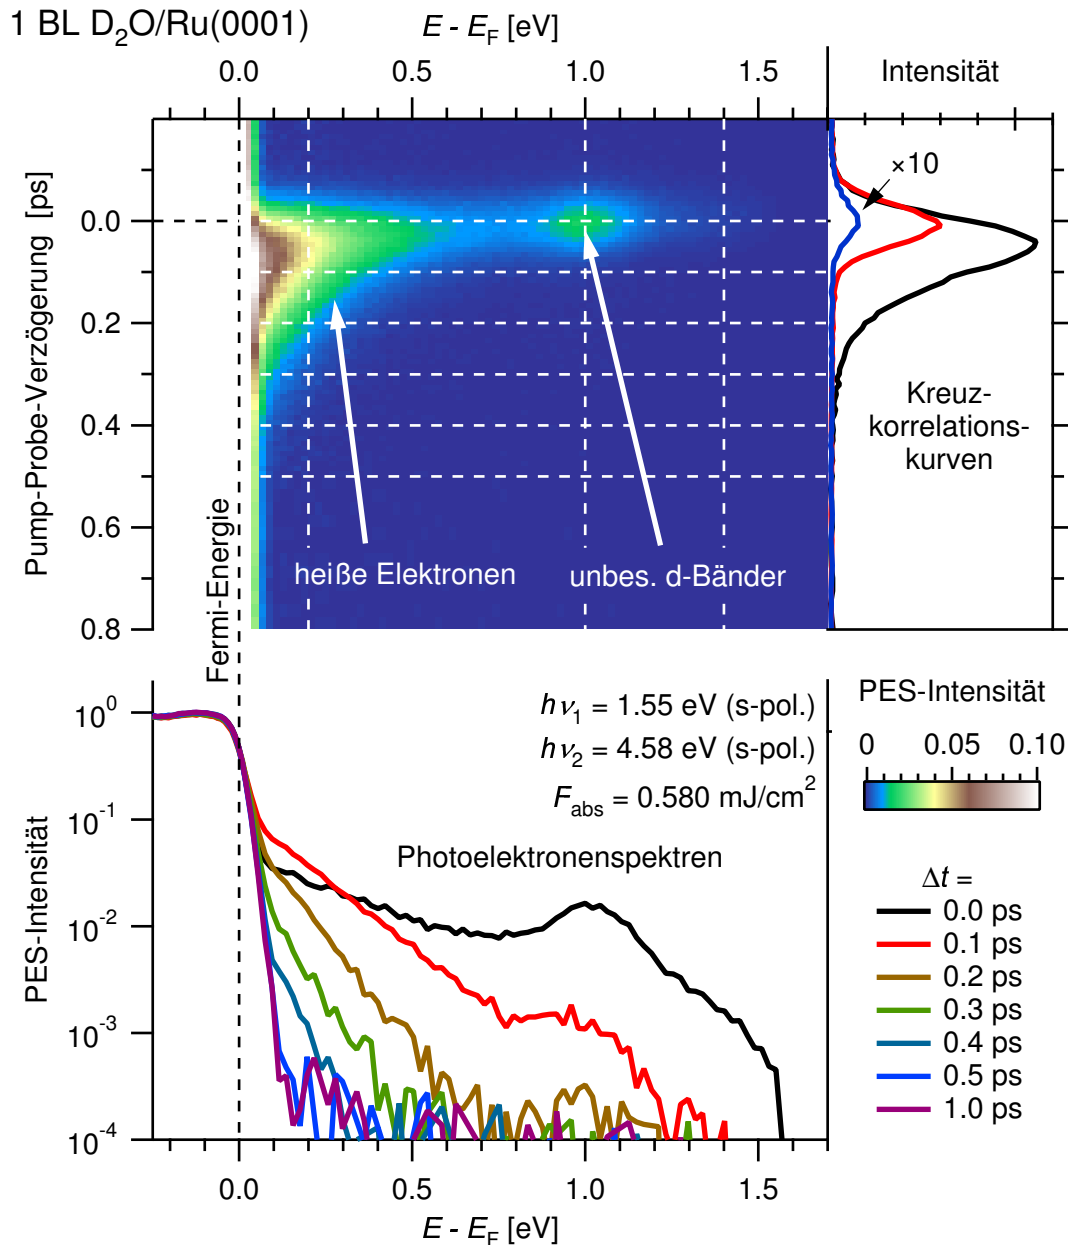 1 BL D₂O/Ru(0001)
E - E_F [eV]
0.0 0.5 1.0 1.5
Intensität
×10
Pump-Probe-Verzögerung [ps]
0.0
0.2
0.4
0.6
0.8
Kreuz-
korrelations-
kurven
heiße Elektronen
unbes. d-Bänder
Fermi-Energie
hν₁ = 1.55 eV (s-pol.)
hν₂ = 4.58 eV (s-pol.)
F_abs = 0.580 mJ/cm²
Photoelektronenspektren
PES-Intensität
10⁰
10⁻¹
10⁻²
10⁻³
10⁻⁴
0.0 0.5 1.0 1.5
E - E_F [eV]
PES-Intensität
0 0.05 0.10
Δt =
0.0 ps
0.1 ps
0.2 ps
0.3 ps
0.4 ps
0.5 ps
1.0 ps